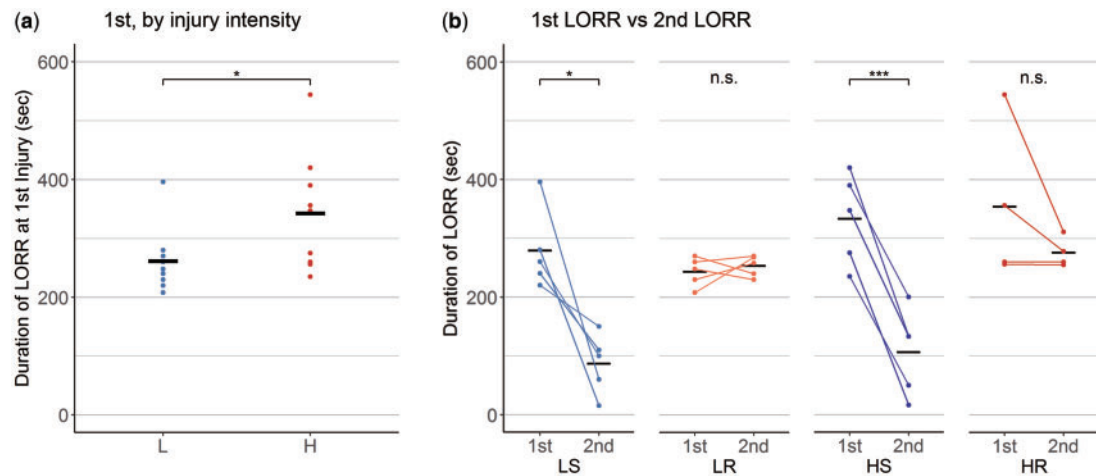 (a) 1st, by injury intensity
Duration of LORR at 1st Injury (sec)
600
400
200
0
*
L H
(b) 1st LORR vs 2nd LORR
Duration of LORR (sec)
600
400
200
0
* n.s. *** n.s.
1st 2nd 1st 2nd 1st 2nd 1st 2nd
LS LR HS HR